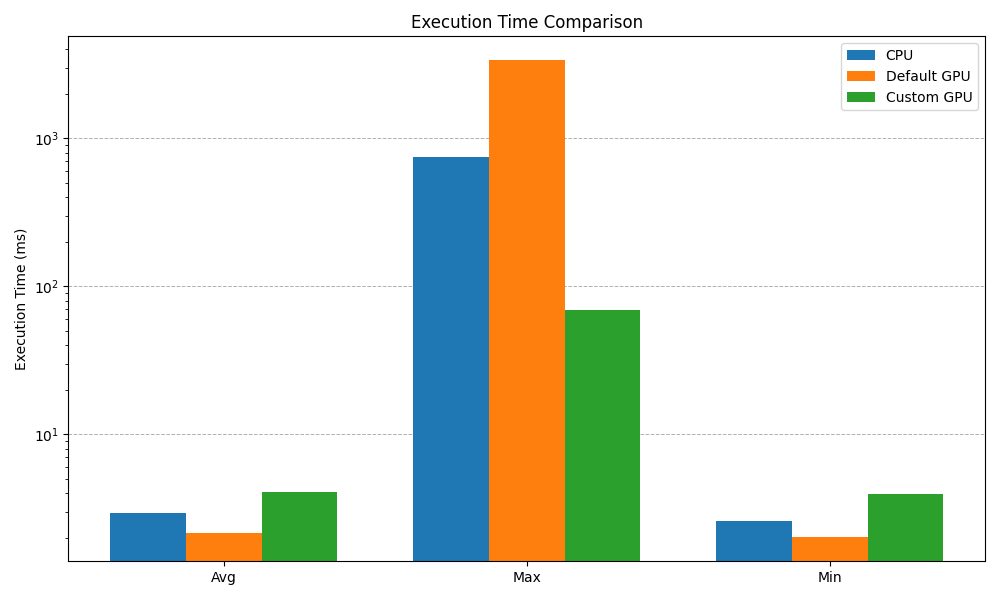 Execution Time Comparison
CPU
Default GPU
Custom GPU
Execution Time (ms)
10³
10²
10¹
Avg Max Min